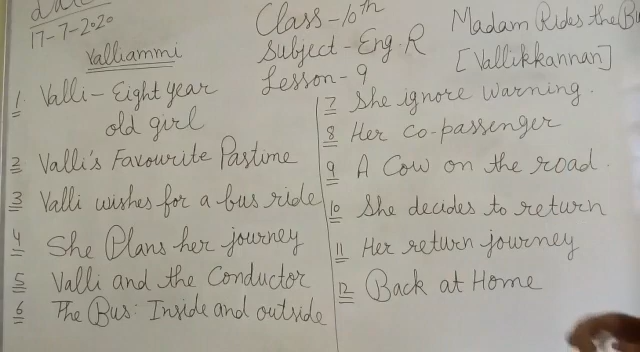 Date
17-7-2020
Class-10th
Subject-Eng.R
Lesson-9
Madam Rides the Bu
[Vallikkannan]
Valliammi
1. Valli - Eight year
old girl
2 Valli's Favourite Pastime
3 Valli wishes for a bus ride
4 She Plans her journey
5 Valli and the Conductor
6 The Bus: Inside and outside
7 She ignore warning.
8 Her co-passenger
9 A Cow on the road.
10 She decides to return
11 Her return journey
12 Back at Home